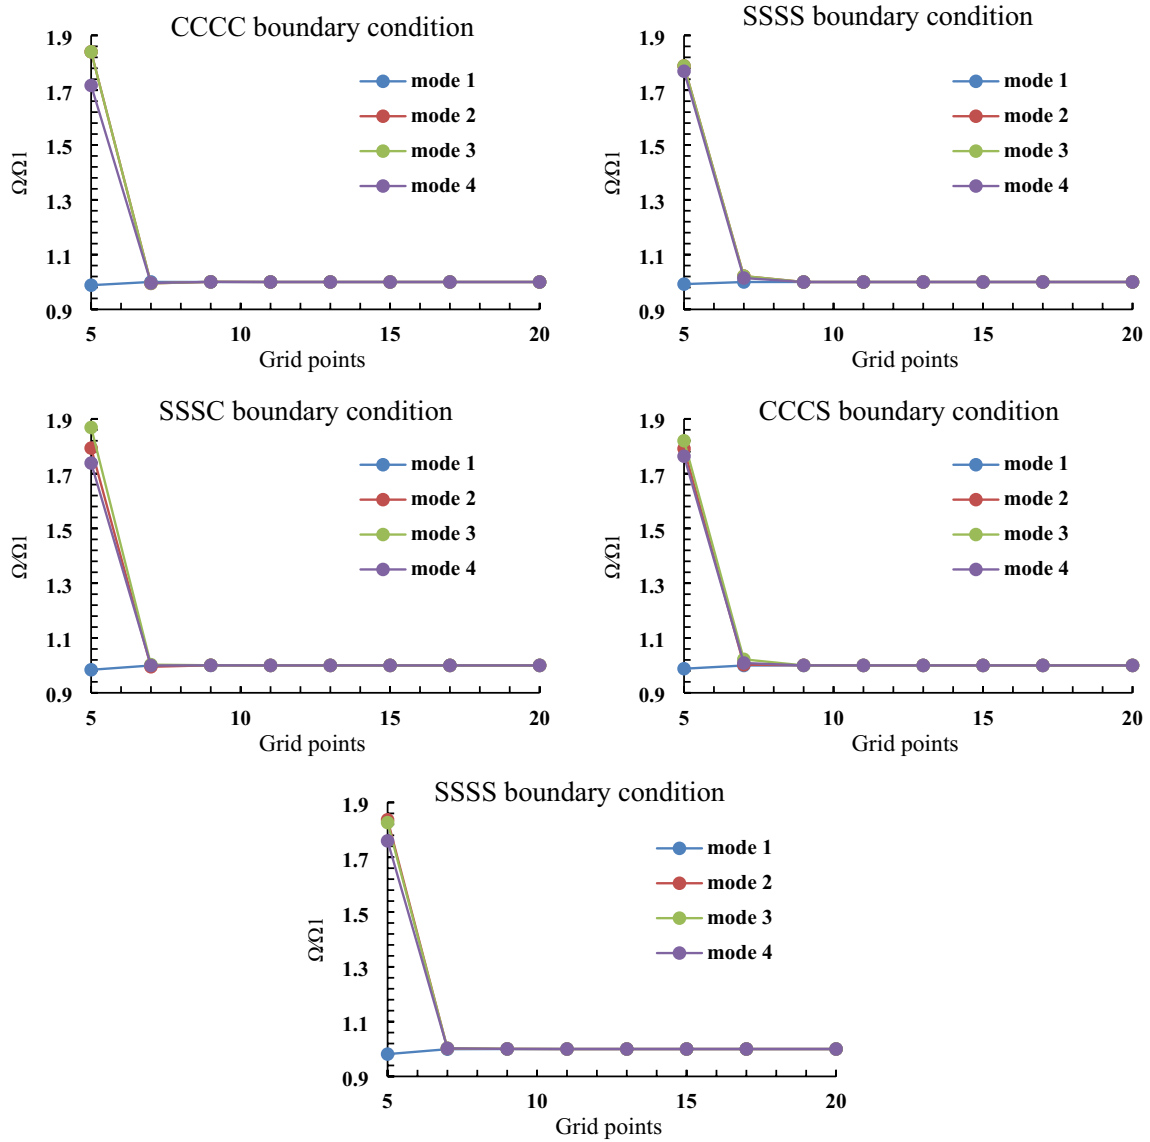 CCCC boundary condition
1.9
1.7
1.5
1.3
1.1
0.9
Ω/Ω1
mode 1
mode 2
mode 3
mode 4
5 10 15 20
Grid points
SSSS boundary condition
1.9
1.7
1.5
1.3
1.1
0.9
Ω/Ω1
mode 1
mode 2
mode 3
mode 4
5 10 15 20
Grid points
SSSC boundary condition
1.9
1.7
1.5
1.3
1.1
0.9
Ω/Ω1
mode 1
mode 2
mode 3
mode 4
5 10 15 20
Grid points
CCCS boundary condition
1.9
1.7
1.5
1.3
1.1
0.9
Ω/Ω1
mode 1
mode 2
mode 3
mode 4
5 10 15 20
Grid points
SSSS boundary condition
1.9
1.7
1.5
1.3
1.1
0.9
Ω/Ω1
mode 1
mode 2
mode 3
mode 4
5 10 15 20
Grid points